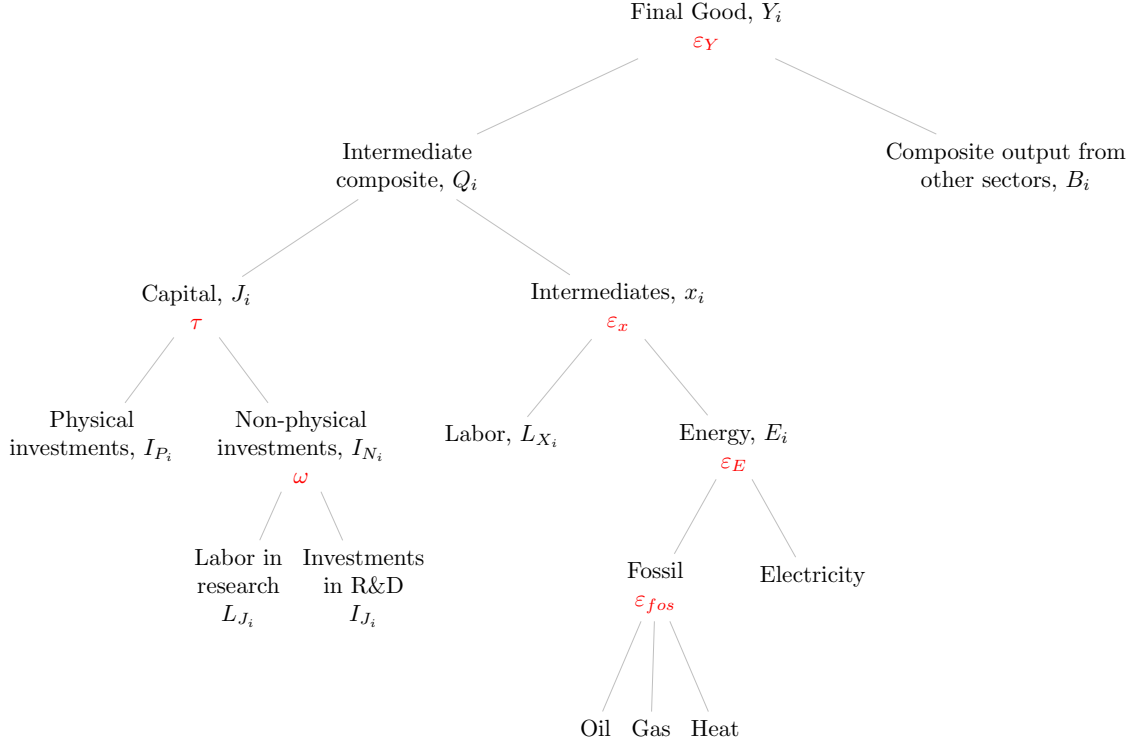 Final Good, Y_i
ε_Y
Intermediate
composite, Q_i
Composite output from
other sectors, B_i
Capital, J_i
τ
Intermediates, x_i
ε_x
Physical
investments, I_{P_i}
Non-physical
investments, I_{N_i}
ω
Labor, L_{X_i}
Energy, E_i
ε_E
Labor in
research
L_{J_i}
Investments
in R&D
I_{J_i}
Fossil
ε_{fos}
Electricity
Oil
Gas
Heat